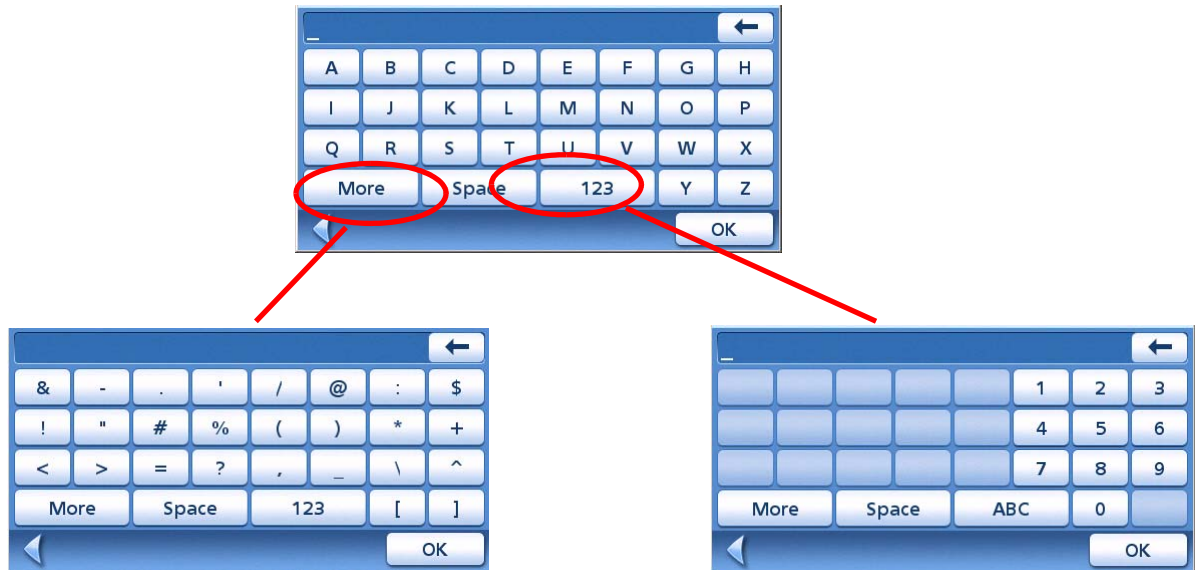 _
A B C D E F G H
I J K L M N O P
Q R S T U V W X
More Space 123 Y Z
OK
& - . ' / @ : $
! " # % ( ) * +
< > = ? , _ \ ^
More Space 123 [ ]
OK
_
1 2 3
4 5 6
7 8 9
More Space ABC 0
OK